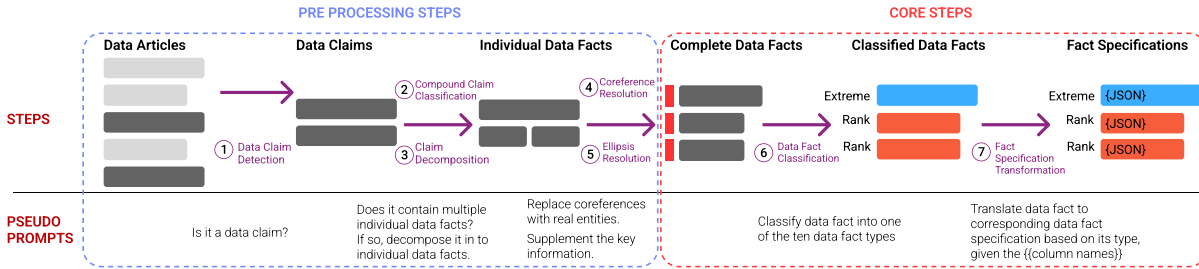 PRE PROCESSING STEPS
CORE STEPS
Data Articles
Data Claims
Individual Data Facts
Complete Data Facts
Classified Data Facts
Fact Specifications
STEPS
1 Data Claim
Detection
2 Compound Claim
Classification
3 Claim
Decomposition
4 Coreference
Resolution
5 Ellipsis
Resolution
6 Data Fact
Classification
Extreme
Rank
Rank
7 Fact
Specification
Transformation
Extreme {JSON}
Rank {JSON}
Rank {JSON}
PSEUDO
PROMPTS
Is it a data claim?
Does it contain multiple
individual data facts?
If so, decompose it in to
individual data facts.
Replace coreferences
with real entities.
Supplement the key
information.
Classify data fact into one
of the ten data fact types
Translate data fact to
corresponding data fact
specification based on its type,
given the {{column names}}